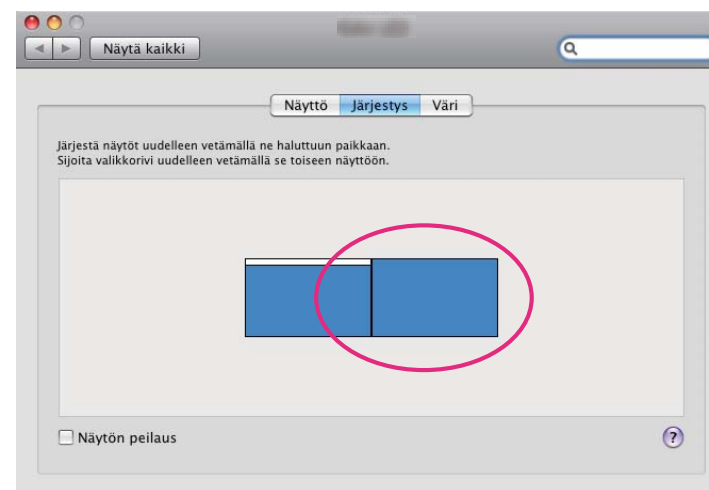 Näytä kaikki
Näyttö Järjestys Väri
Järjestä näytöt uudelleen vetämällä ne haluttuun paikkaan.
Sijoita valikkorivi uudelleen vetämällä se toiseen näyttöön.
Näytön peilaus
?